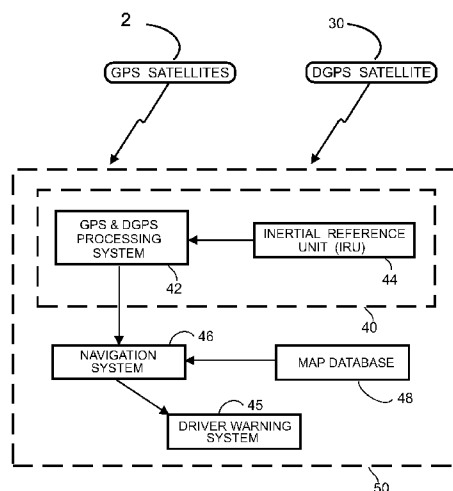 2
30
GPS SATELLITES
DGPS SATELLITE
GPS & DGPS
PROCESSING
SYSTEM
42
INERTIAL REFERENCE
UNIT (IRU)
44
40
46
NAVIGATION
SYSTEM
MAP DATABASE
48
45
DRIVER WARNING
SYSTEM
50